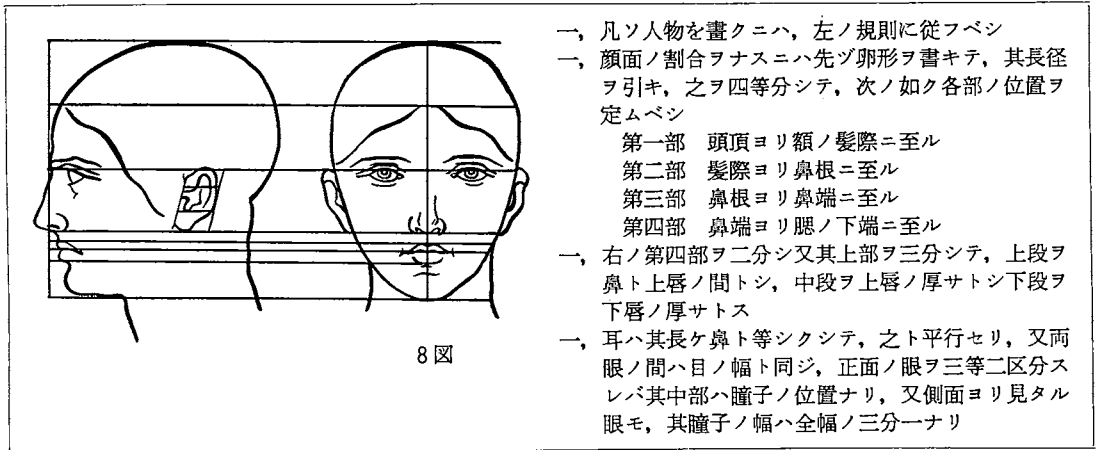 一，凡ソ人物を畫クニハ，左ノ規則に從フベシ
一，顏面ノ割合ヲナスニハ先ヅ卵形ヲ書キテ，其長径
ヲ引キ，之ヲ四等分シテ，次ノ如ク各部ノ位置ヲ
定ムベシ
第一部　頭頂ヨリ額ノ髪際ニ至ル
第二部　髪際ヨリ鼻根ニ至ル
第三部　鼻根ヨリ鼻端ニ至ル
第四部　鼻端ヨリ腮ノ下端ニ至ル
一，右ノ第四部ヲ二分シ又其上部ヲ三分シテ，上段ヲ
鼻ト上唇ノ間トシ，中段ヲ上唇ノ厚サトシ下段ヲ
下唇ノ厚サトス
一，耳ハ其長ケ鼻ト等シクシテ，之ト平行セリ，又両
眼ノ間ハ目ノ幅ト同ジ，正面ノ眼ヲ三等二区分ス
レバ其中部ハ瞳子ノ位置ナリ，又側面ヨリ見タル
眼モ，其瞳子ノ幅ハ全幅ノ三分一ナリ
8図